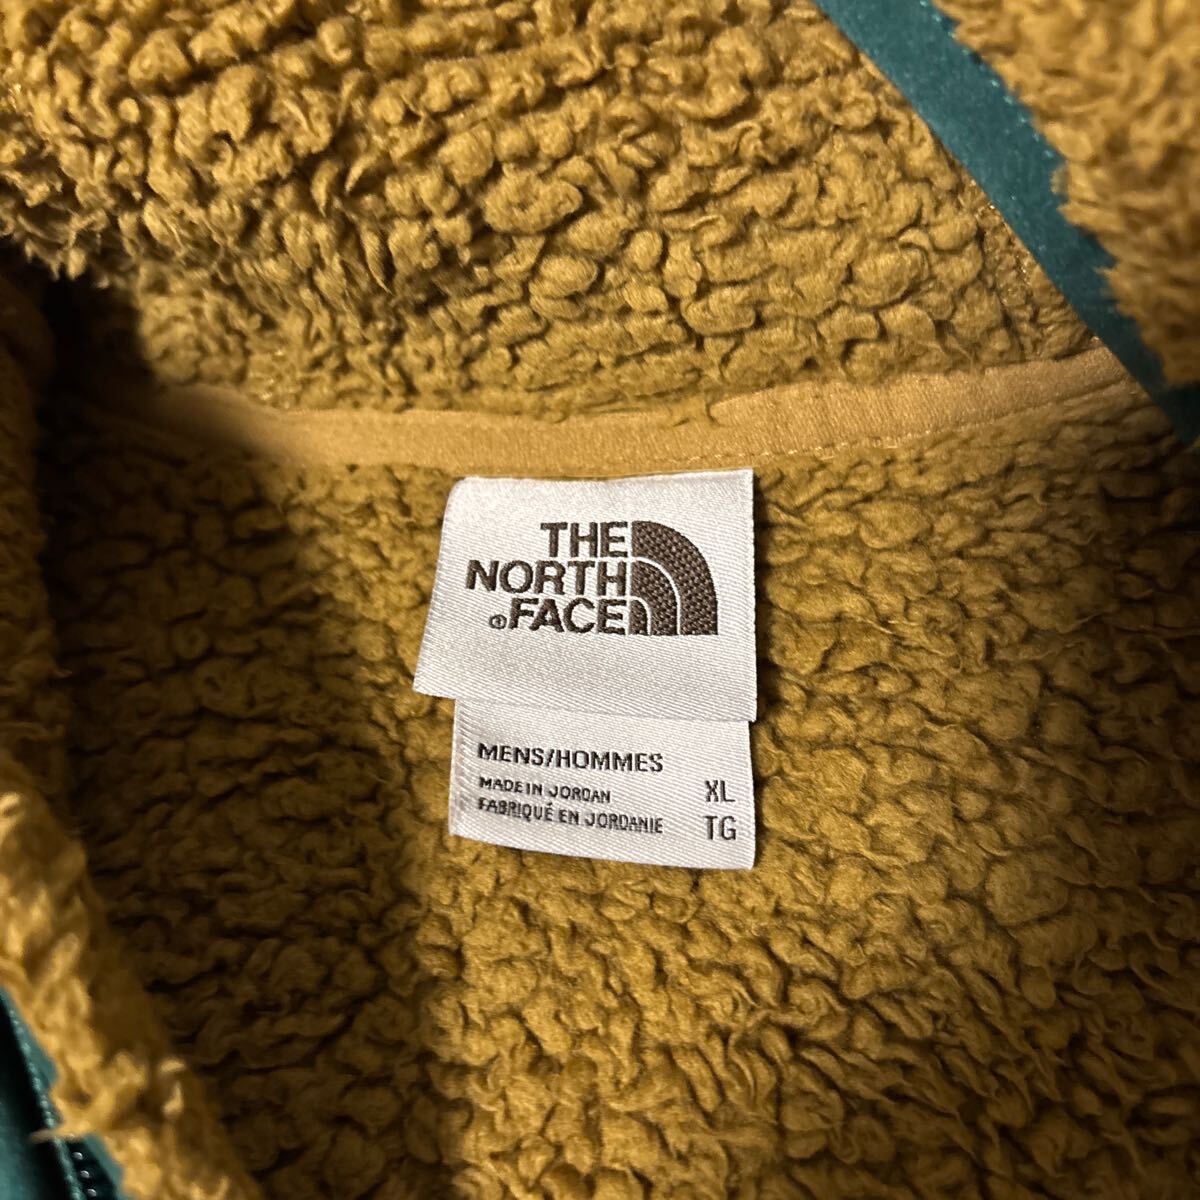 THE
NORTH
®FACE
MENS/HOMMES
MADE IN JORDAN XL
FABRIQUÉ EN JORDANIE TG